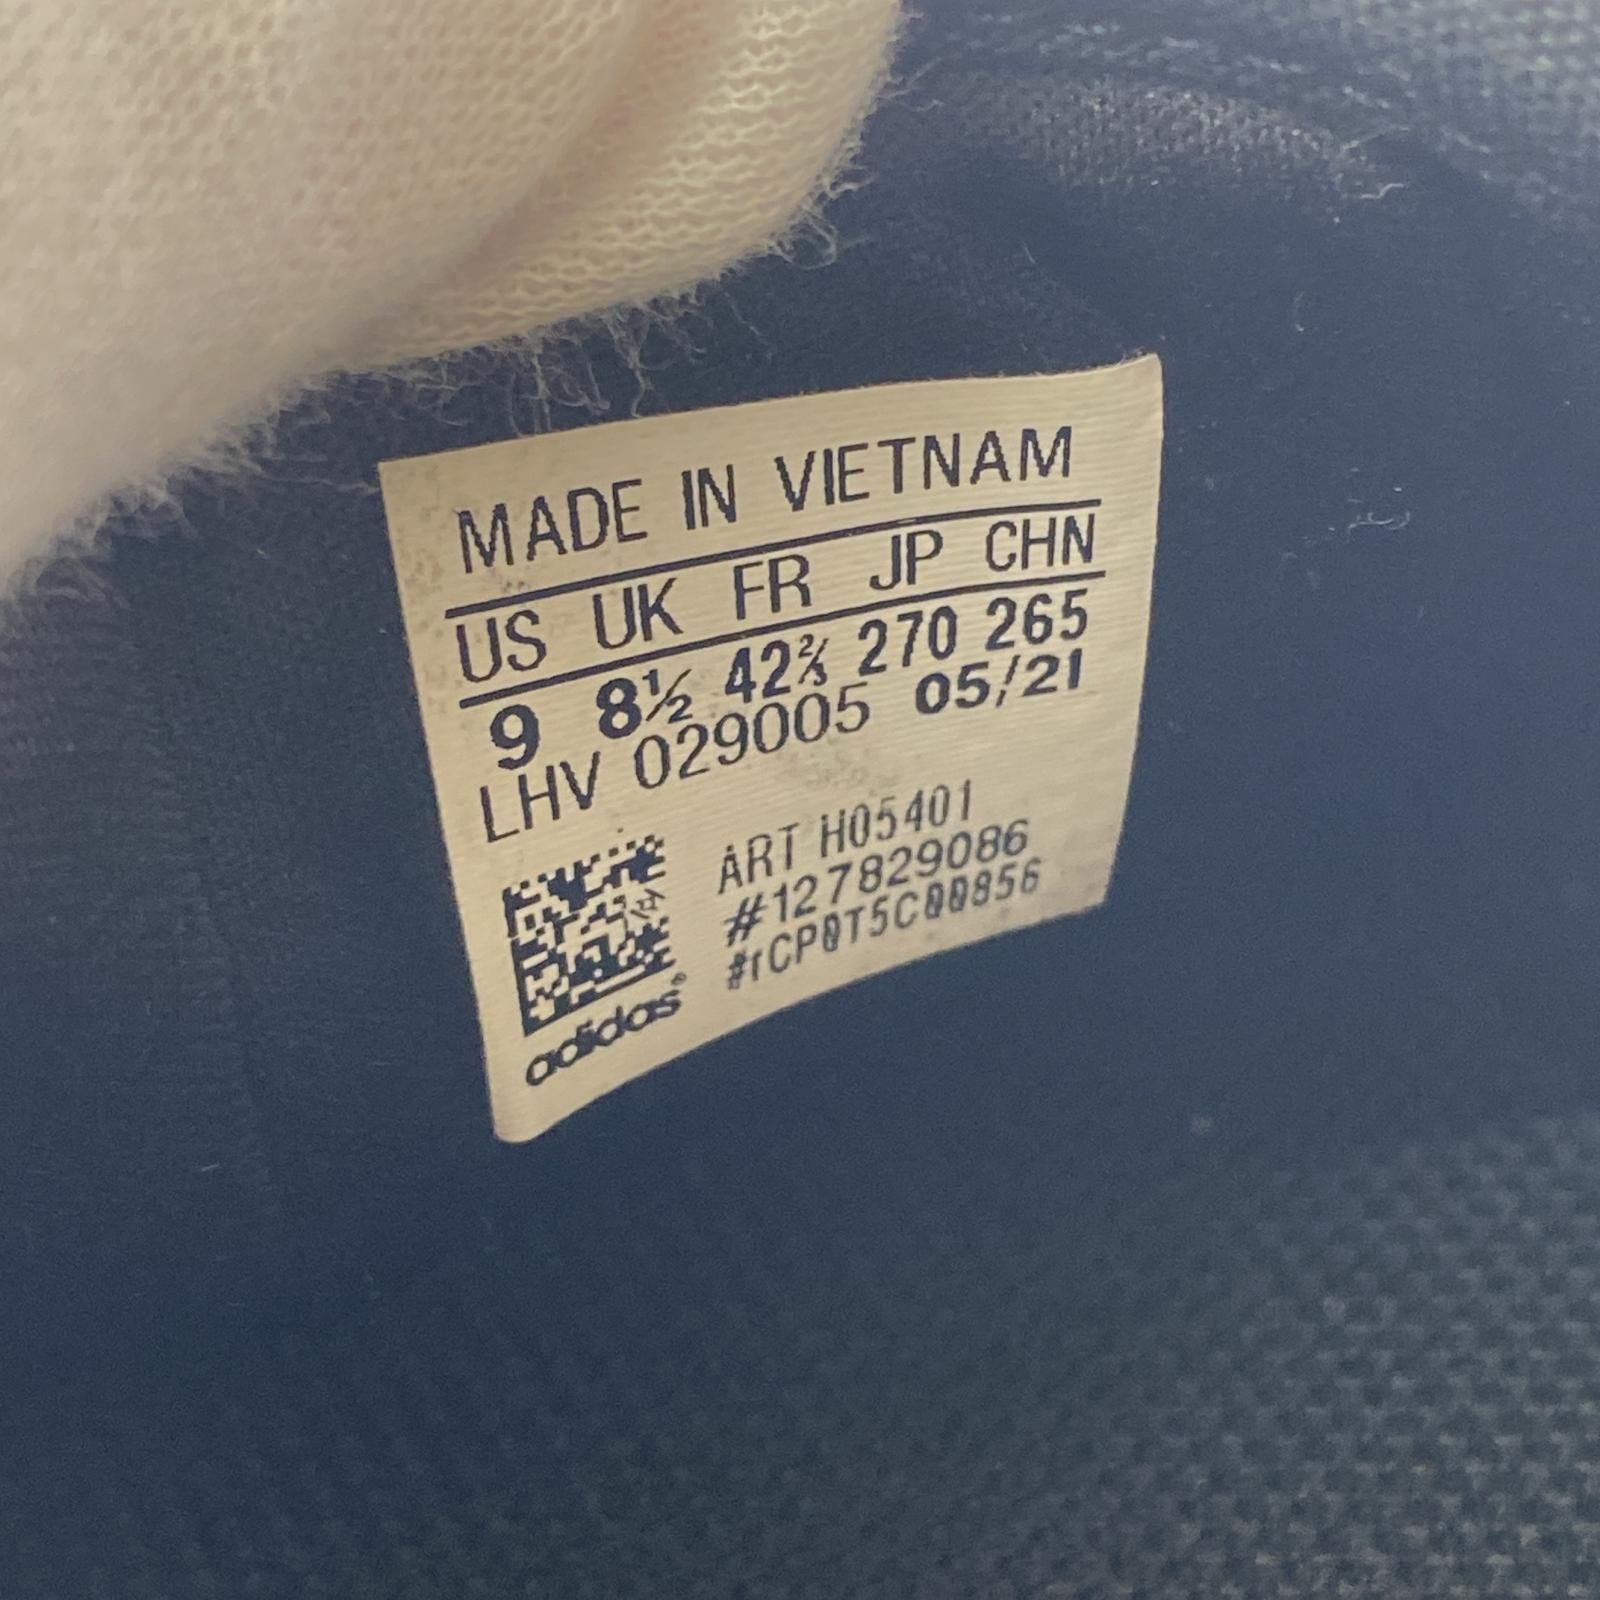 MADE IN VIETNAM
US UK FR JP CHN
9 8½ 42⅔ 270 265
LHV 029005 05/21
ART H05401
#127829086
#rCP0T5C00856
adidas®